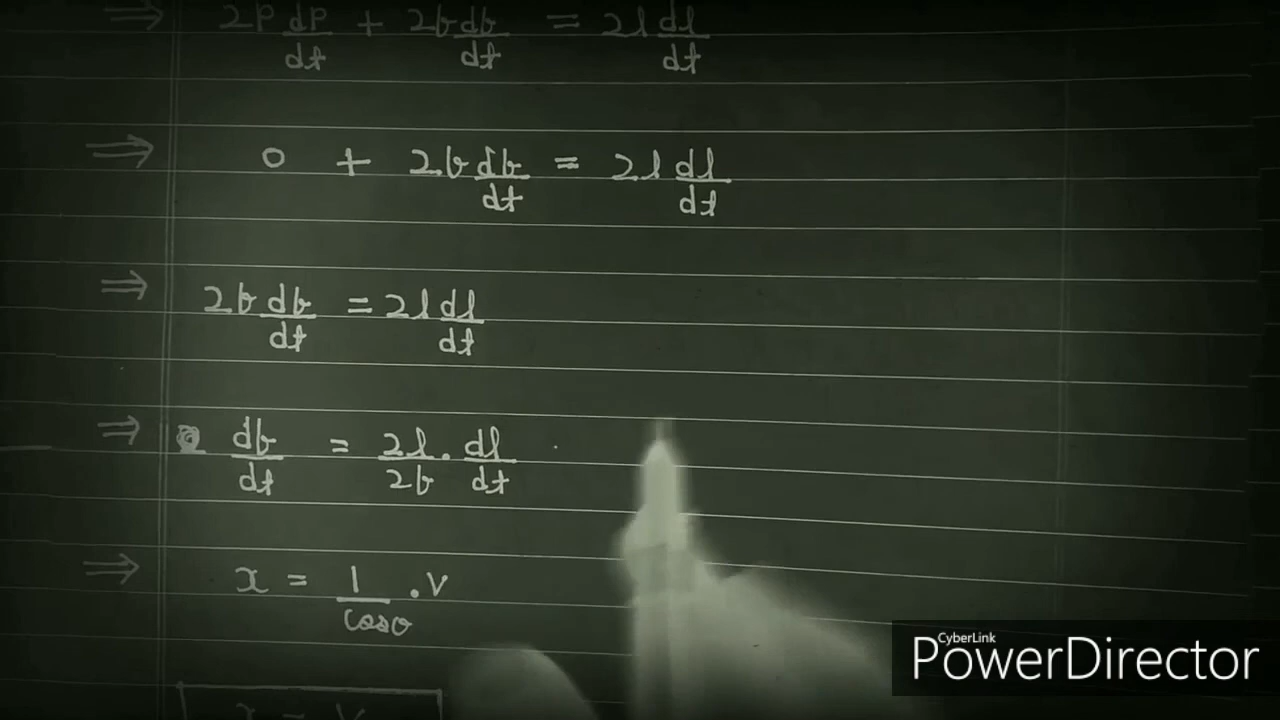 ⇒ 2P dP/dt + 2b db/dt = 2l dl/dt
⇒ 0 + 2b db/dt = 2l dl/dt
⇒ 2b db/dt = 2l dl/dt
⇒ db/dt = 2l/2b . dl/dt
⇒ x = 1/cosθ . v
x = v
CyberLink
PowerDirector